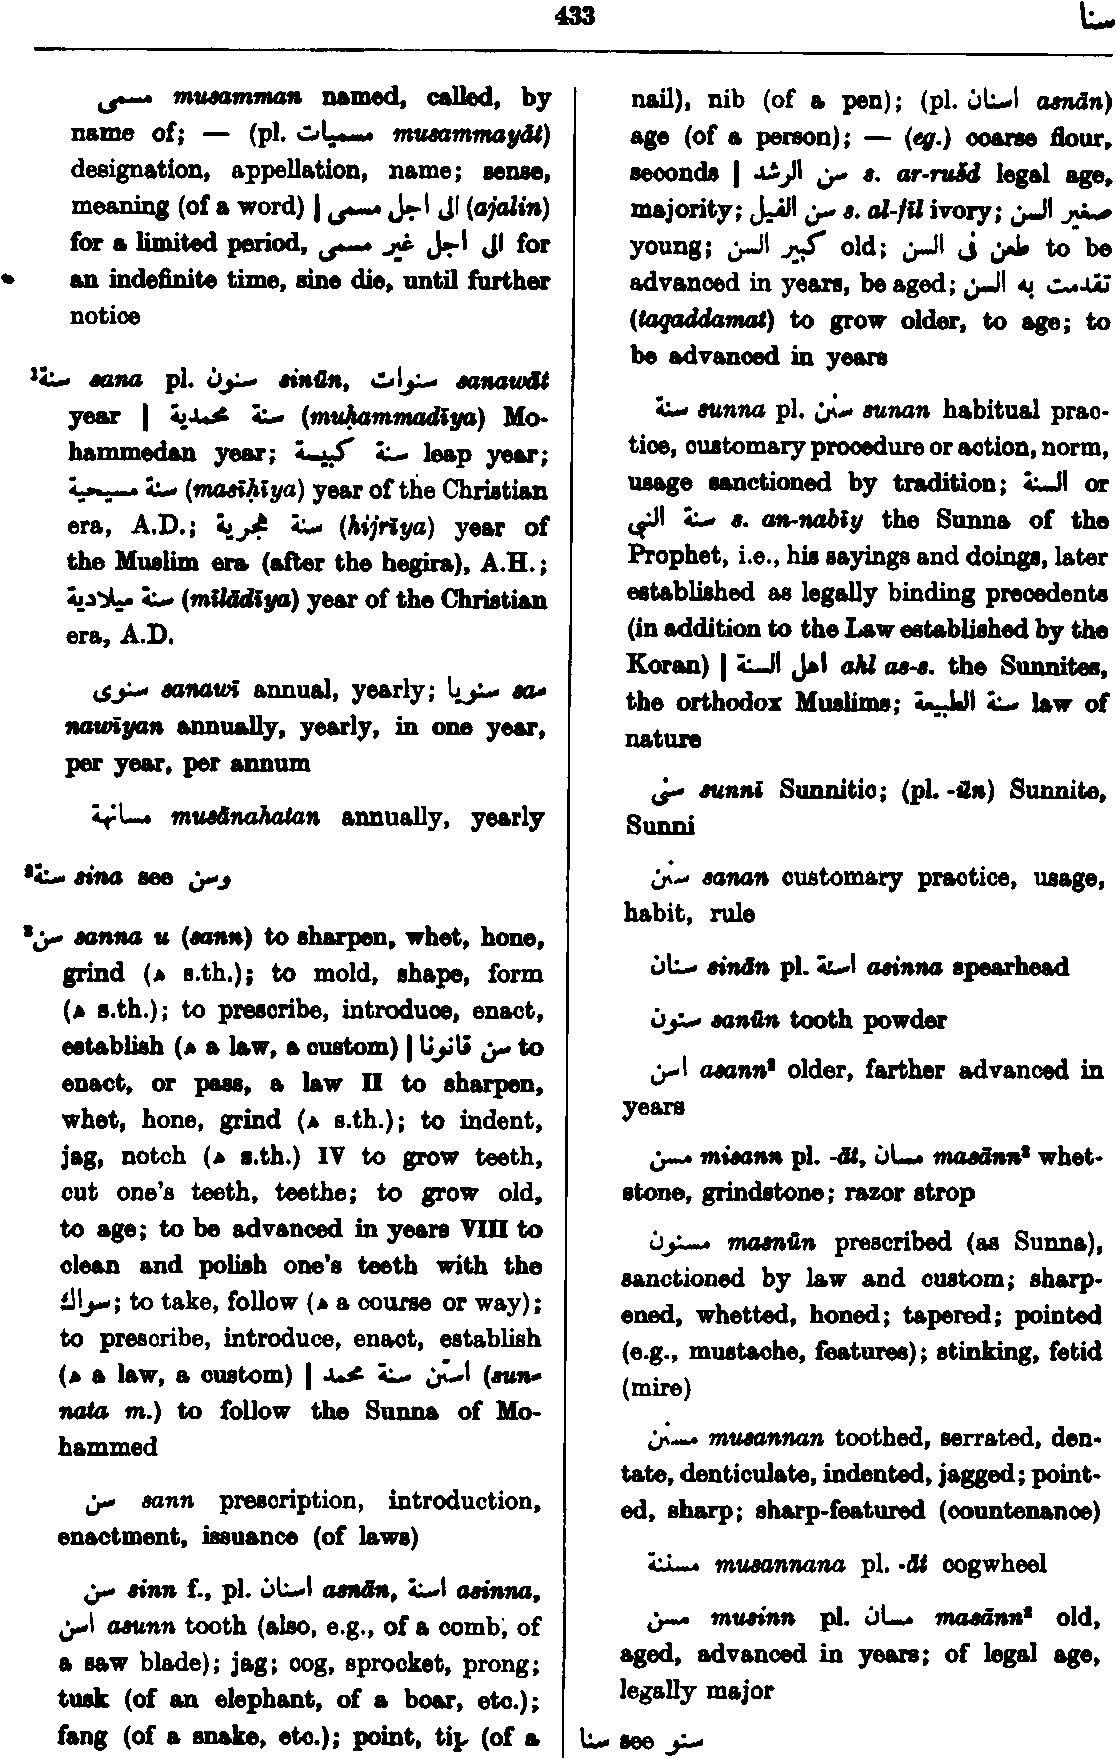 433
سنا
مسمى musamman named, called, by
name of; — (pl. مسميات musammayāt)
designation, appellation, name; sense,
meaning (of a word) | الى اجل مسمى (ajalin)
for a limited period, الى اجل غير مسمى for
an indefinite time, sine die, until further
notice
¹سنة sana pl. سنون sinūn, سنوات sanawāt
year | سنة محمدية (muḥammadīya) Mo-
hammedan year; سنة كبيسة leap year;
سنة مسيحية (masīḥīya) year of the Christian
era, A.D.; سنة هجرية (hijrīya) year of
the Muslim era (after the hegira), A.H.;
سنة ميلادية (mīlādīya) year of the Christian
era, A.D.
سنوى sanawī annual, yearly; سنويا sa-
nawīyan annually, yearly, in one year,
per year, per annum
مسانهة musānahatan annually, yearly
²سنة sina see وسن
³سن sanna u (sann) to sharpen, whet, hone,
grind (ه s.th.); to mold, shape, form
(ه s.th.); to prescribe, introduce, enact,
establish (ه a law, a custom) | سن قانونا to
enact, or pass, a law II to sharpen,
whet, hone, grind (ه s.th.); to indent,
jag, notch (ه s.th.) IV to grow teeth,
cut one's teeth, teethe; to grow old,
to age; to be advanced in years VIII to
clean and polish one's teeth with the
سواك; to take, follow (ه a course or way);
to prescribe, introduce, enact, establish
(ه a law, a custom) | استن سنة محمد (sun-
nata m.) to follow the Sunna of Mo-
hammed
سن sann prescription, introduction,
enactment, issuance (of laws)
سن sinn f., pl. اسنان asnān, اسنة asinna,
اسن asunn tooth (also, e.g., of a comb, of
a saw blade); jag; cog, sprocket, prong;
tusk (of an elephant, of a boar, etc.);
fang (of a snake, etc.); point, tip (of a
nail), nib (of a pen); (pl. اسنان asnān)
age (of a person); — (eg.) coarse flour,
seconds | سن الرشد s. ar-rušd legal age,
majority; سن الفيل s. al-fīl ivory; صغير السن
young; كبير السن old; طعن فى السن to be
advanced in years, be aged; تقدمت به السن
(taqaddamat) to grow older, to age; to
be advanced in years
سنة sunna pl. سنن sunan habitual prac-
tice, customary procedure or action, norm,
usage sanctioned by tradition; السنة or
سنة النبى s. an-nabīy the Sunna of the
Prophet, i.e., his sayings and doings, later
established as legally binding precedents
(in addition to the Law established by the
Koran) | اهل السنة ahl as-s. the Sunnites,
the orthodox Muslims; سنة الطبيعة law of
nature
سنى sunnī Sunnitic; (pl. -ūn) Sunnite,
Sunni
سنن sanan customary practice, usage,
habit, rule
سنان sinān pl. اسنة asinna spearhead
سنون sanūn tooth powder
اسن asann² older, farther advanced in
years
مسن misann pl. -āt, مسان masānn² whet-
stone, grindstone; razor strop
مسنون masnūn prescribed (as Sunna),
sanctioned by law and custom; sharp-
ened, whetted, honed; tapered; pointed
(e.g., mustache, features); stinking, fetid
(mire)
مسنن musannan toothed, serrated, den-
tate, denticulate, indented, jagged; point-
ed, sharp; sharp-featured (countenance)
مسننة musannana pl. -āt cogwheel
مسن musinn pl. مسان masānn² old,
aged, advanced in years; of legal age,
legally major
سنا see سنو